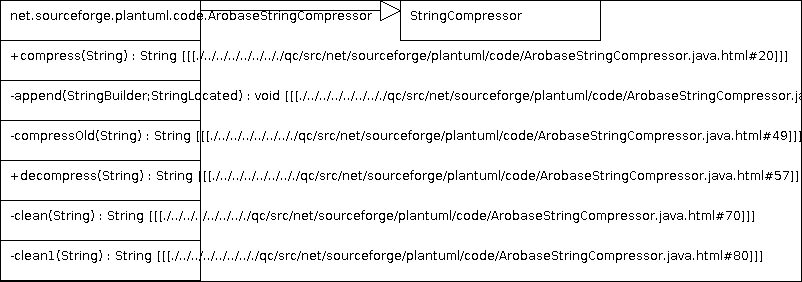 net.sourceforge.plantuml.code.ArobaseStringCompressor
StringCompressor
+compress(String) : String [[[./../../../../../../../qc/src/net/sourceforge/plantuml/code/ArobaseStringCompressor.java.html#20]]]
-append(StringBuilder;StringLocated) : void [[[./../../../../../../../qc/src/net/sourceforge/plantuml/code/ArobaseStringCompressor.ja
-compressOld(String) : String [[[./../../../../../../../qc/src/net/sourceforge/plantuml/code/ArobaseStringCompressor.java.html#49]]]
+decompress(String) : String [[[./../../../../../../../qc/src/net/sourceforge/plantuml/code/ArobaseStringCompressor.java.html#57]]]
-clean(String) : String [[[./../../../../../../../qc/src/net/sourceforge/plantuml/code/ArobaseStringCompressor.java.html#70]]]
-clean1(String) : String [[[./../../../../../../../qc/src/net/sourceforge/plantuml/code/ArobaseStringCompressor.java.html#80]]]